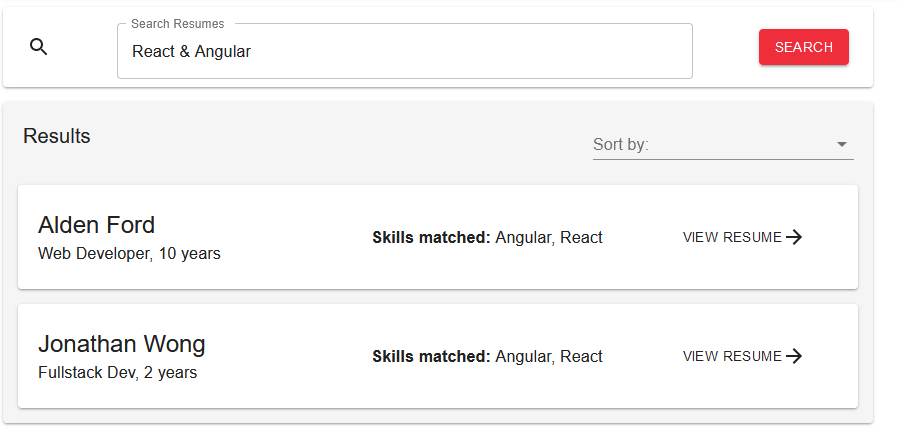 Search Resumes
React & Angular
SEARCH
Results
Sort by:
Alden Ford
Web Developer, 10 years
Skills matched: Angular, React
VIEW RESUME
Jonathan Wong
Fullstack Dev, 2 years
Skills matched: Angular, React
VIEW RESUME